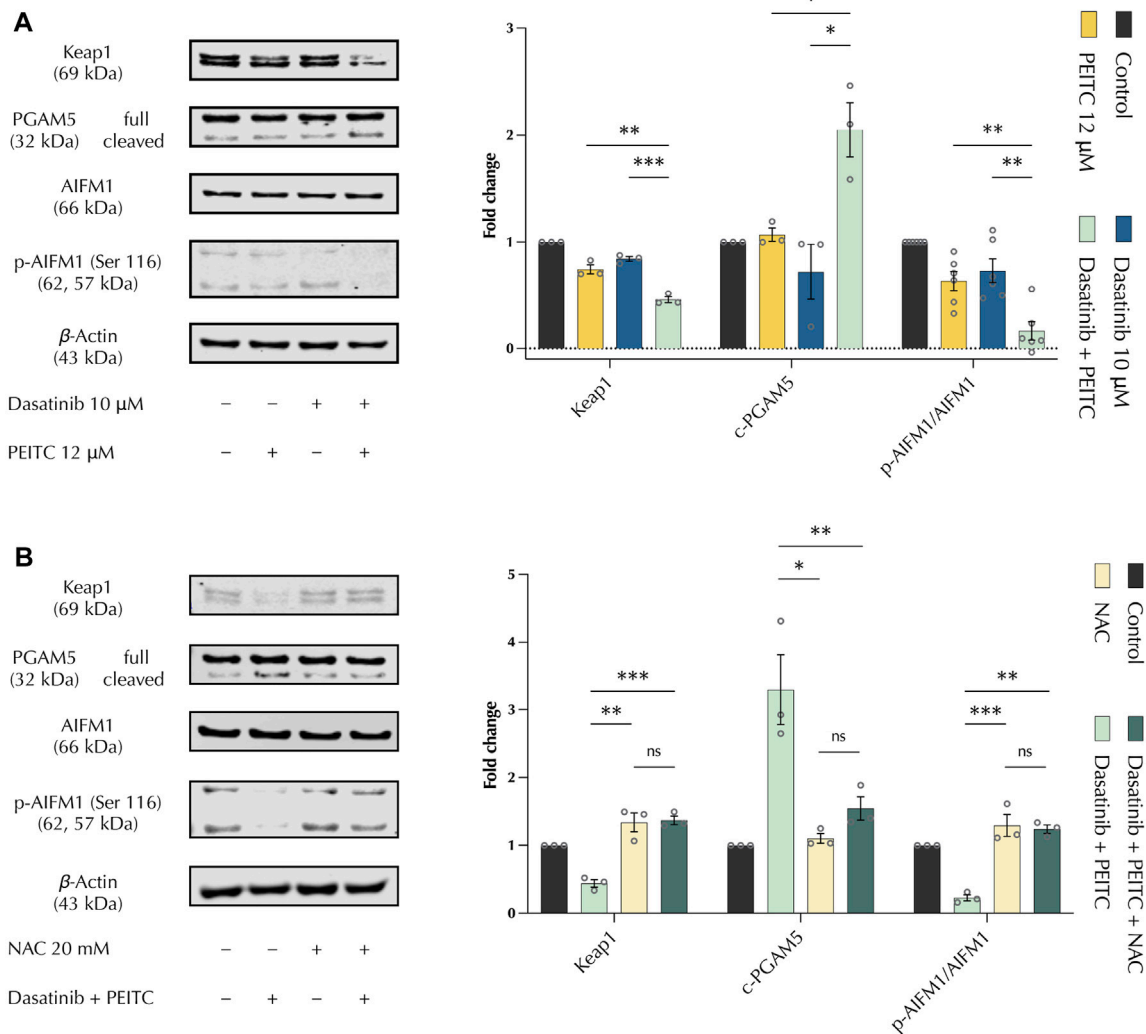 A
Keap1
(69 kDa)
PGAM5 full
(32 kDa) cleaved
AIFM1
(66 kDa)
p-AIFM1 (Ser 116)
(62, 57 kDa)
β-Actin
(43 kDa)
Dasatinib 10 μM – – + +
PEITC 12 μM – + – +
Fold change
3
2
1
0
**
***
*
**
**
Keap1
c-PGAM5
p-AIFM1/AIFM1
Control
PEITC 12 μM
Dasatinib 10 μM
Dasatinib + PEITC
B
Keap1
(69 kDa)
PGAM5 full
(32 kDa) cleaved
AIFM1
(66 kDa)
p-AIFM1 (Ser 116)
(62, 57 kDa)
β-Actin
(43 kDa)
NAC 20 mM – – + +
Dasatinib + PEITC – + – +
Fold change
5
4
3
2
1
0
***
**
ns
**
*
ns
**
***
ns
Keap1
c-PGAM5
p-AIFM1/AIFM1
Control
NAC
Dasatinib + PEITC + NAC
Dasatinib + PEITC